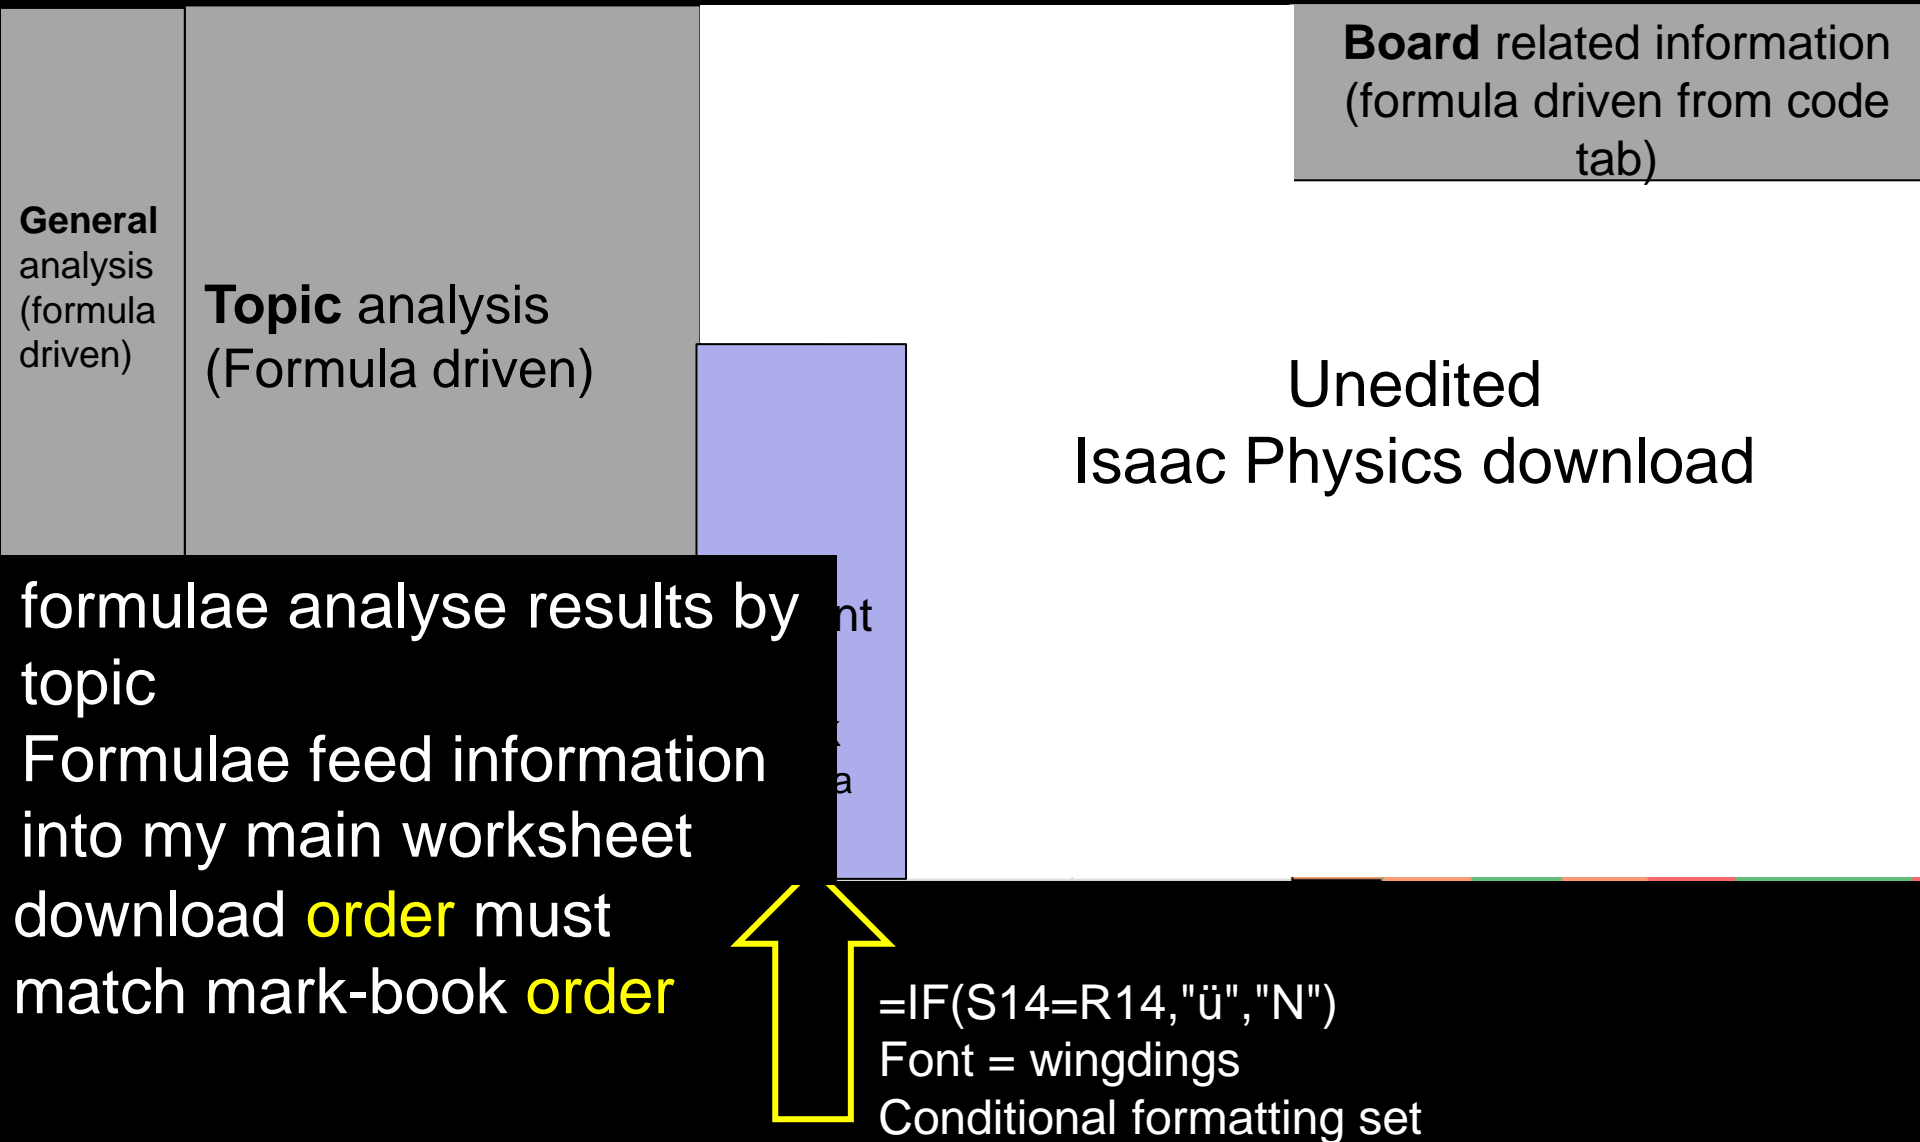 General
analysis
(formula
driven)
Topic analysis
(Formula driven)
Board related information
(formula driven from code
tab)
Unedited
Isaac Physics download
formulae analyse results by
topic
Formulae feed information
into my main worksheet
download order must
match mark-book order
=IF(S14=R14,"ü","N")
Font = wingdings
Conditional formatting set